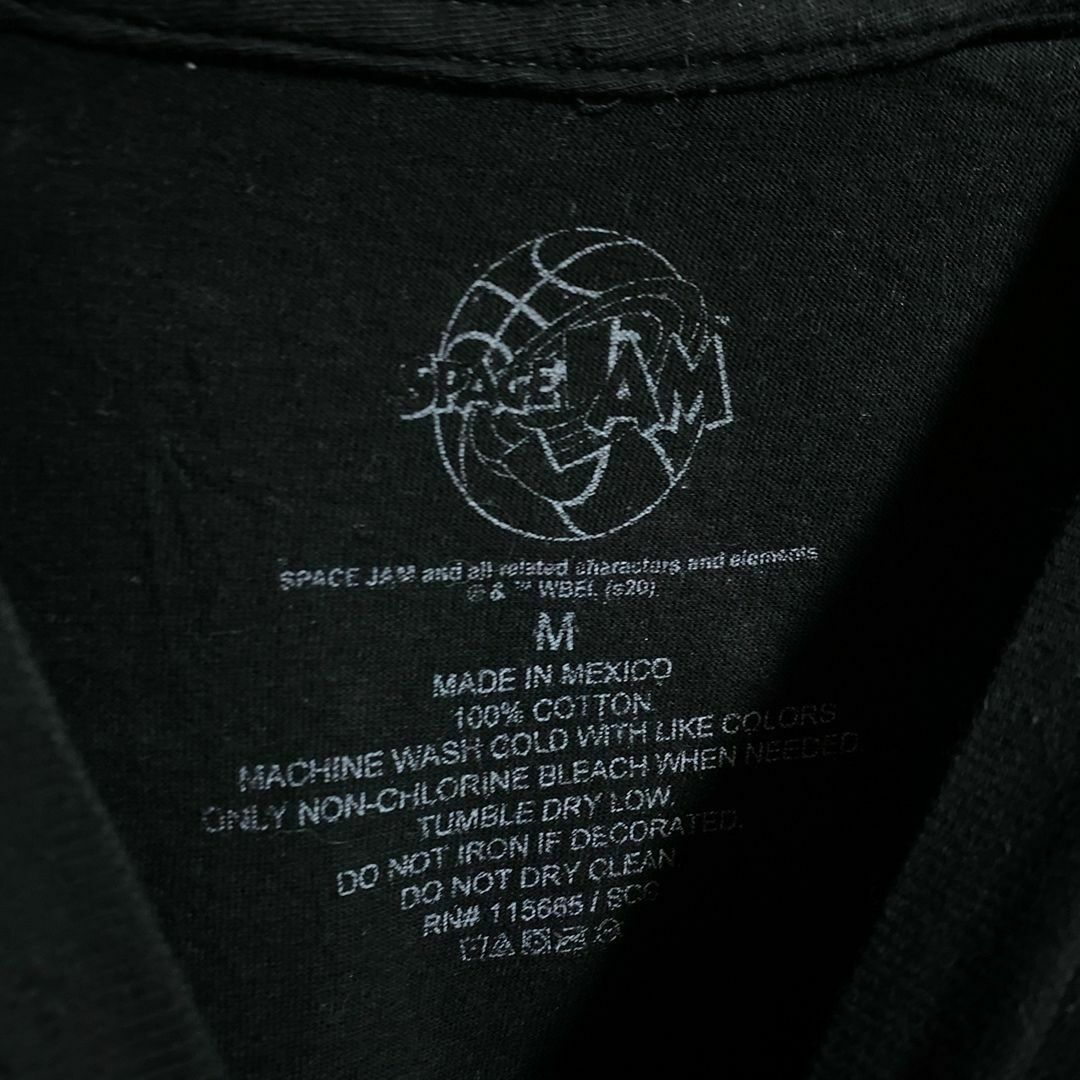 SPACE JAM™
SPACE JAM and all related characters and elements
© & ™ WBEI. (s20)
M
MADE IN MEXICO
100% COTTON
MACHINE WASH COLD WITH LIKE COLORS
ONLY NON-CHLORINE BLEACH WHEN NEEDED
TUMBLE DRY LOW.
DO NOT IRON IF DECORATED.
DO NOT DRY CLEAN
RN# 115665 /